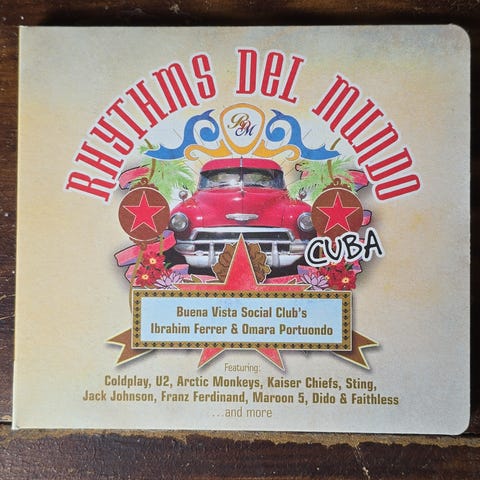 RHYTHMS DEL MUNDO
RDM
CUBA
Buena Vista Social Club's
Ibrahim Ferrer & Omara Portuondo
Featuring:
Coldplay, U2, Arctic Monkeys, Kaiser Chiefs, Sting,
Jack Johnson, Franz Ferdinand, Maroon 5, Dido & Faithless
...and more